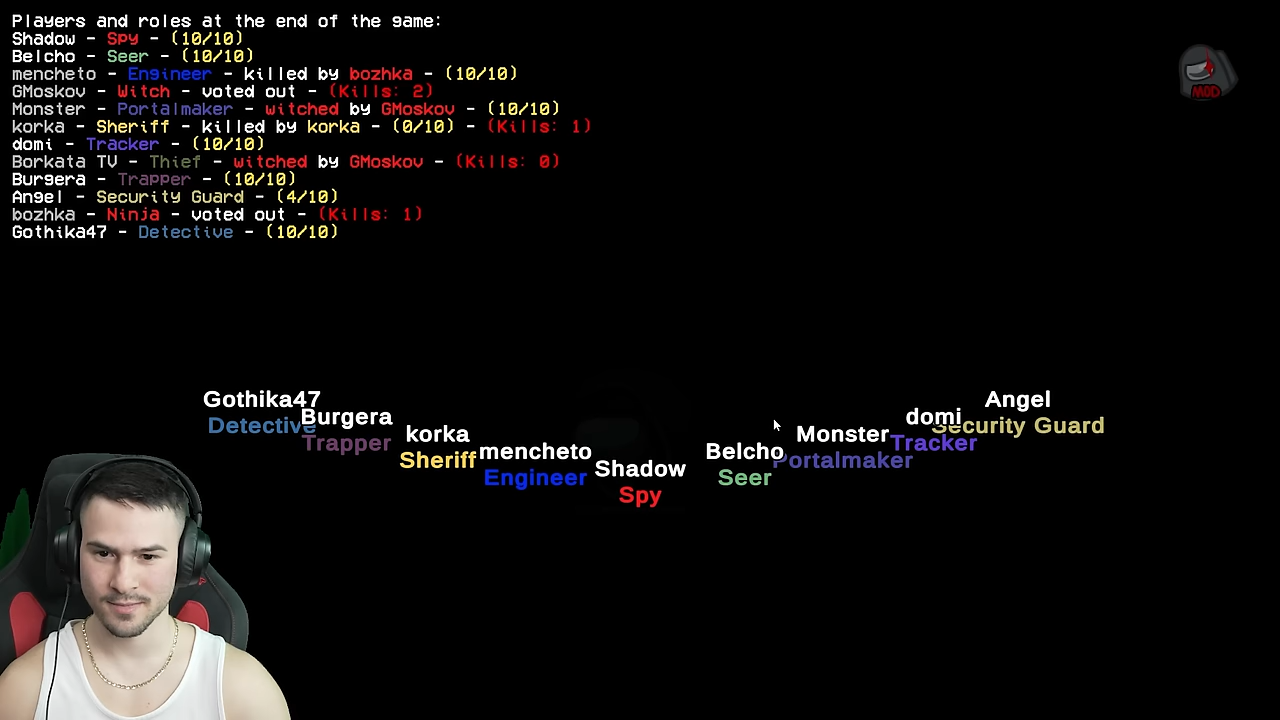 Players and roles at the end of the game:
Shadow - Spy - (10/10)
Belcho - Seer - (10/10)
mencheto - Engineer - killed by bozhka - (10/10)
GMoskov - Witch - voted out - (Kills: 2)
Monster - Portalmaker - witched by GMoskov - (10/10)
korka - Sheriff - killed by korka - (0/10) - (Kills: 1)
domi - Tracker - (10/10)
Borkata TV - Thief - witched by GMoskov - (Kills: 0)
Burgera - Trapper - (10/10)
Angel - Security Guard - (4/10)
bozhka - Ninja - voted out - (Kills: 1)
Gothika47 - Detective - (10/10)
MOD
Gothika47
Detective
Burgera
Trapper
korka
Sheriff
mencheto
Engineer
Shadow
Spy
Belcho
Seer
Monster
Portalmaker
domi
Tracker
Angel
Security Guard